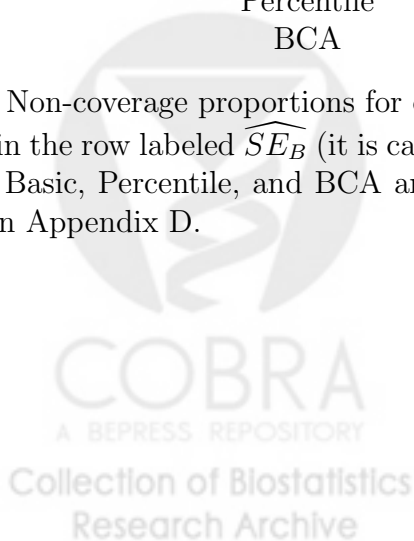 Percentile
BCA
Non-coverage proportions for
in the row labeled $\widehat{SE_B}$ (it is ca
Basic, Percentile, and BCA a
n Appendix D.
COBRA
A BEPRESS REPOSITORY
Collection of Biostatistics
Research Archive